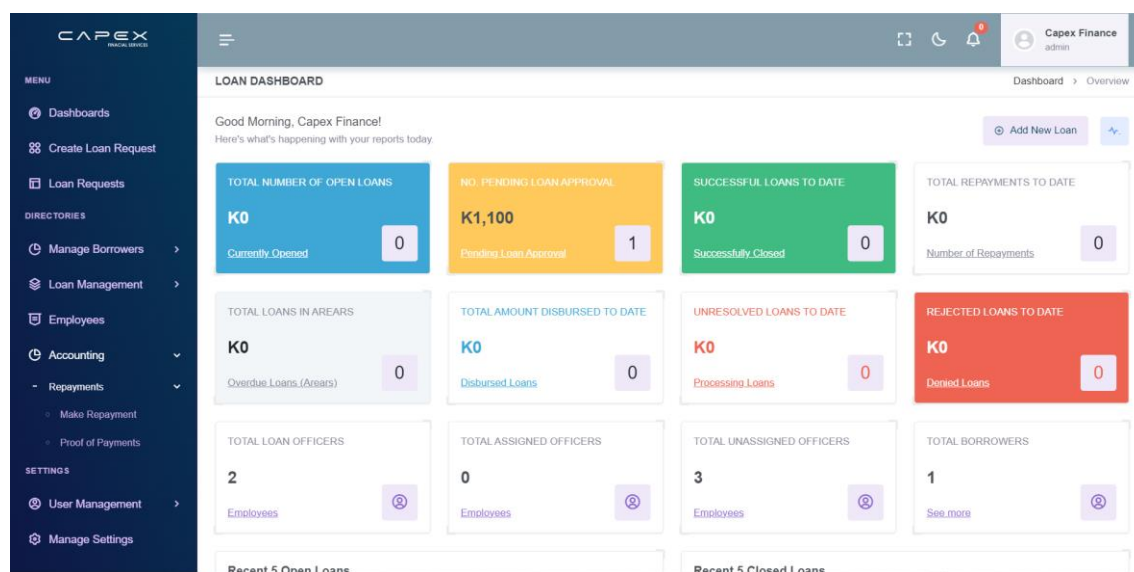 CAPEX
FINACIAL SERVICES
0
Capex Finance
admin
MENU
Dashboards
Create Loan Request
Loan Requests
DIRECTORIES
Manage Borrowers
Loan Management
Employees
Accounting
- Repayments
Make Repayment
Proof of Payments
SETTINGS
User Management
Manage Settings
LOAN DASHBOARD
Dashboard > Overview
Good Morning, Capex Finance!
Here's what's happening with your reports today.
Add New Loan
TOTAL NUMBER OF OPEN LOANS
K0
Currently Opened
0
NO. PENDING LOAN APPROVAL
K1,100
Pending Loan Approval
1
SUCCESSFUL LOANS TO DATE
K0
Successfully Closed
0
TOTAL REPAYMENTS TO DATE
K0
Number of Repayments
0
TOTAL LOANS IN AREARS
K0
Overdue Loans (Arears)
0
TOTAL AMOUNT DISBURSED TO DATE
K0
Disbursed Loans
0
UNRESOLVED LOANS TO DATE
K0
Processing Loans
0
REJECTED LOANS TO DATE
K0
Denied Loans
0
TOTAL LOAN OFFICERS
2
Employees
TOTAL ASSIGNED OFFICERS
0
Employees
TOTAL UNASSIGNED OFFICERS
3
Employees
TOTAL BORROWERS
1
See more
Recent 5 Open Loans
Recent 5 Closed Loans